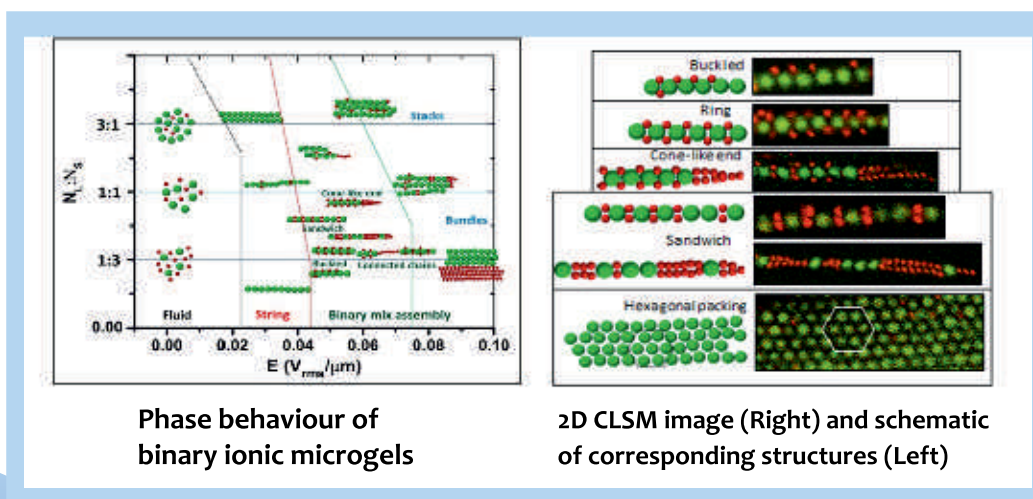 Stacks
3:1
Cone-like end
1:1
Bundles
Sandwich
1:3
Buckled
Connected chains
0.00
Fluid
String
Binary mix assembly
0.00
0.02
0.04
0.06
0.08
0.10
N_L:N_S
E (V_rms/μm)
Buckled
Ring
Cone-like end
Sandwich
Hexagonal packing
Phase behaviour of
binary ionic microgels
2D CLSM image (Right) and schematic
of corresponding structures (Left)